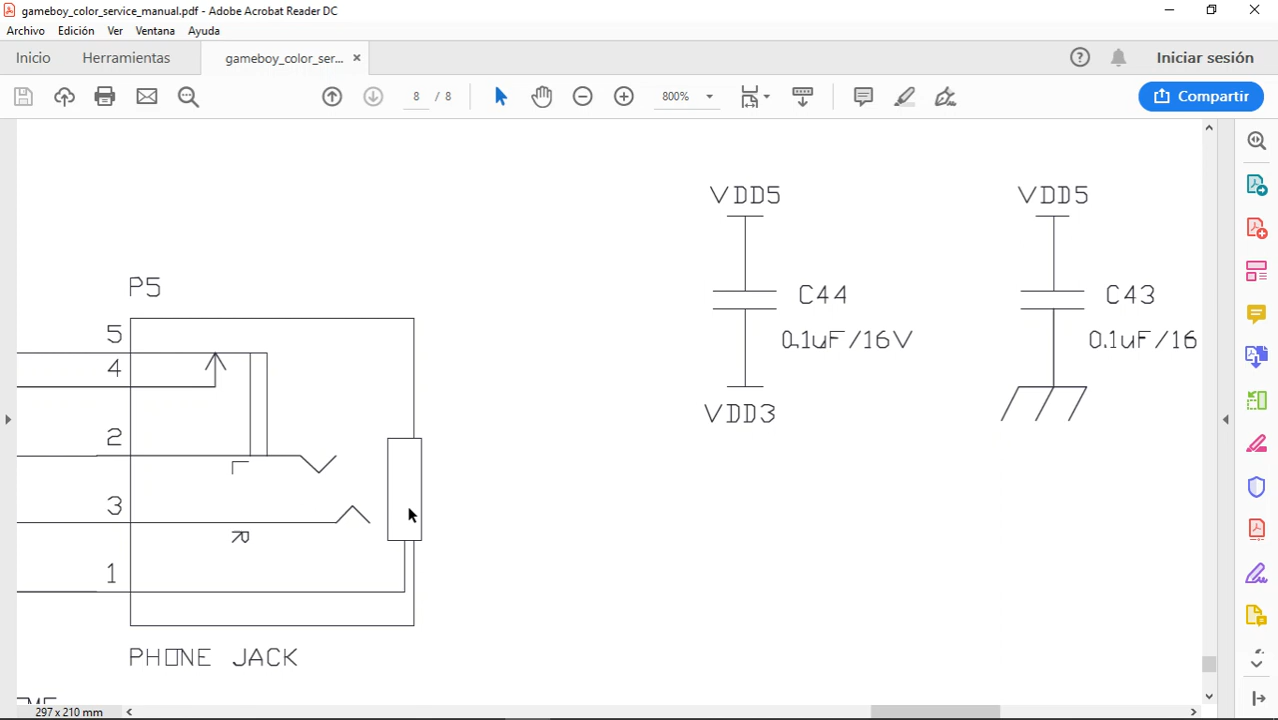 gameboy_color_service_manual.pdf - Adobe Acrobat Reader DC
Archivo Edición Ver Ventana Ayuda
Inicio Herramientas gameboy_color_ser... × Iniciar sesión
8 / 8 800% Compartir
VDD5 VDD5
P5
C44 C43
5
0.1uF/16V 0.1uF/16
4
VDD3
2
L
3
R
1
PHONE JACK
297 x 210 mm